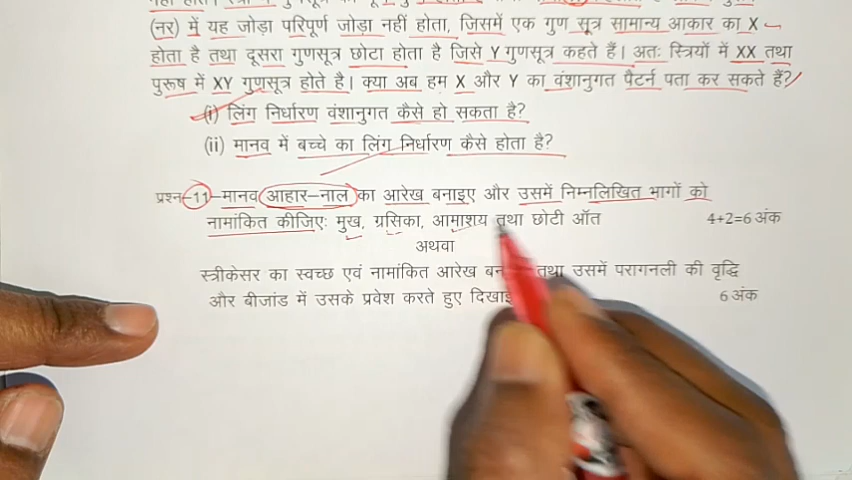 (नर) में यह जोड़ा परिपूर्ण जोड़ा नहीं होता, जिसमें एक गुण सूत्र सामान्य आकार का X
होता है तथा दूसरा गुणसूत्र छोटा होता है जिसे Y गुणसूत्र कहते हैं। अतः स्त्रियों में XX तथा
पुरूष में XY गुणसूत्र होते है। क्या अब हम X और Y का वंशानुगत पैटर्न पता कर सकते हैं?
(i) लिंग निर्धारण वंशानुगत कैसे हो सकता है?
(ii) मानव में बच्चे का लिंग निर्धारण कैसे होता है?
प्रश्न–11–मानव आहार–नाल का आरेख बनाइए और उसमें निम्नलिखित भागों को
नामांकित कीजिएः मुख, ग्रसिका, आमाशय तथा छोटी ऑत 4+2=6 अंक
अथवा
स्त्रीकेसर का स्वच्छ एवं नामांकित आरेख तथा उसमें परागनली की वृद्धि
और बीजांड में उसके प्रवेश करते हुए 6 अंक